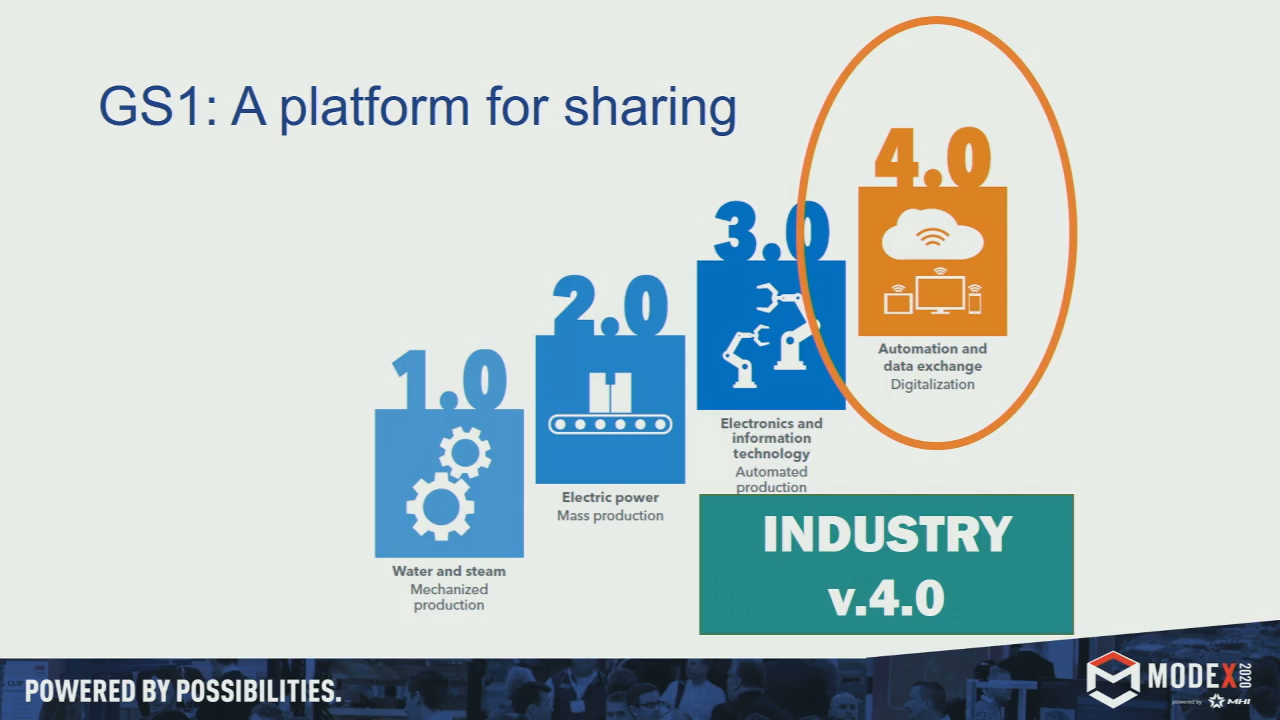 GS1: A platform for sharing
1.0
Water and steam
Mechanized
production
2.0
Electric power
Mass production
3.0
Electronics and
information
technology
Automated
production
4.0
Automation and
data exchange
Digitalization
INDUSTRY
v.4.0
POWERED BY POSSIBILITIES.
MODEX
2020
powered by MHI